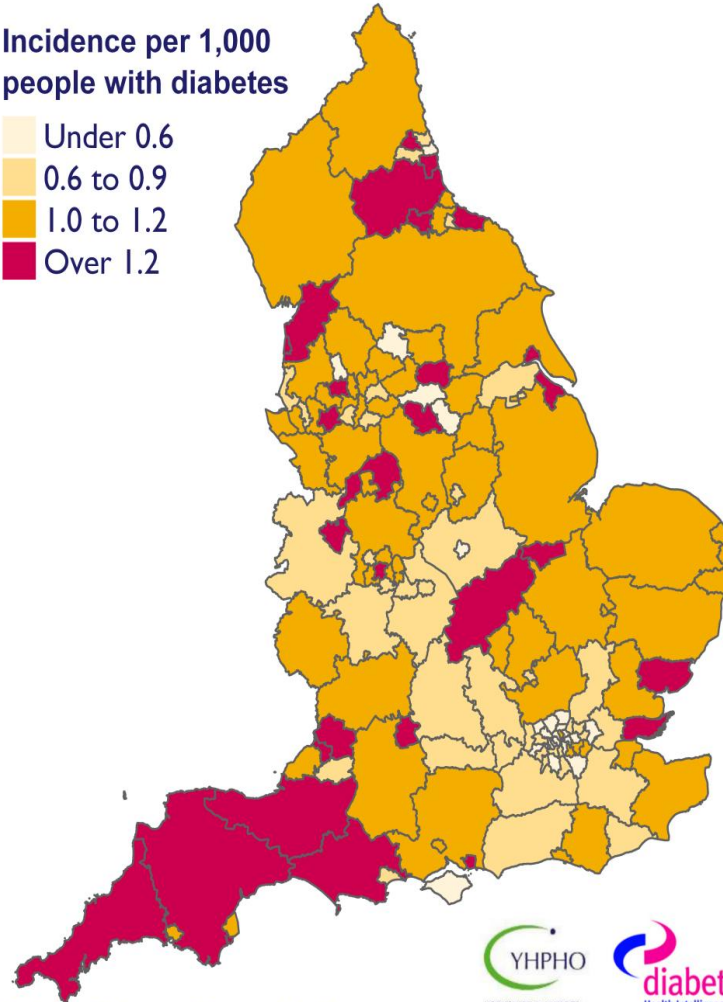 Incidence per 1,000
people with diabetes
Under 0.6
0.6 to 0.9
1.0 to 1.2
Over 1.2
YHPHO
diabet